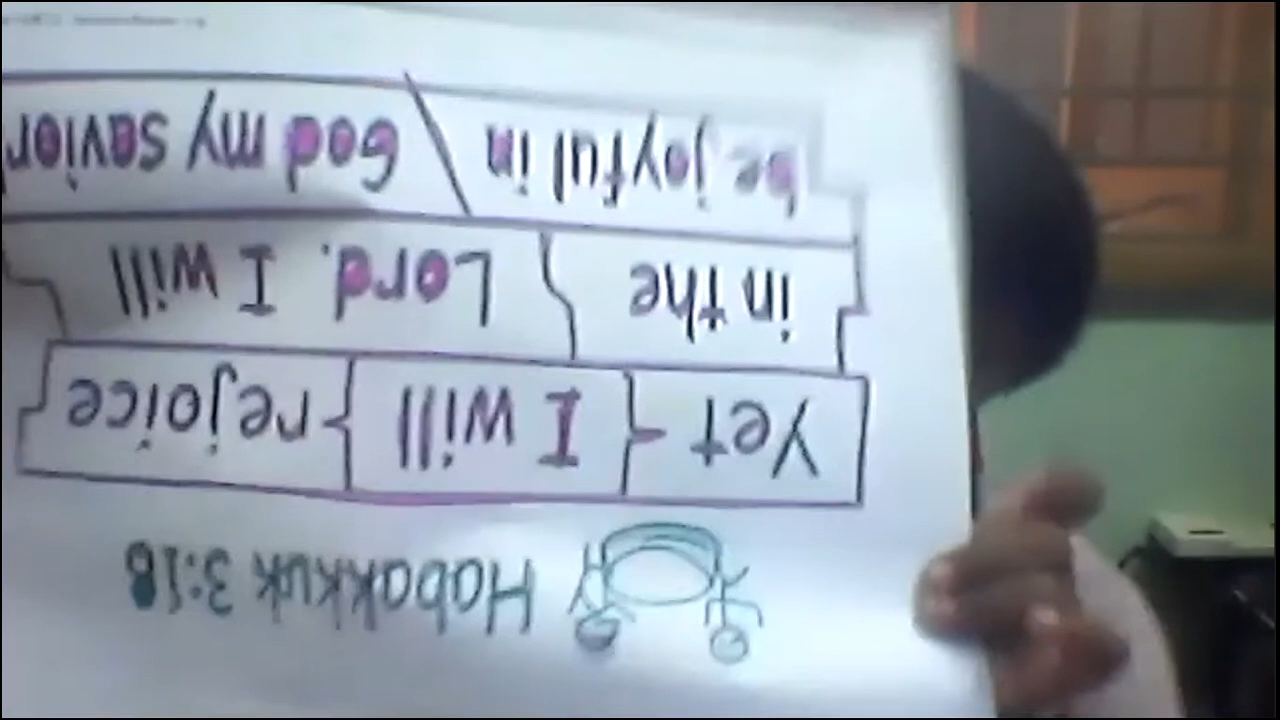 Habakkuk 3:18
Yet I will rejoice
in the Lord. I will
be joyful in God my savior